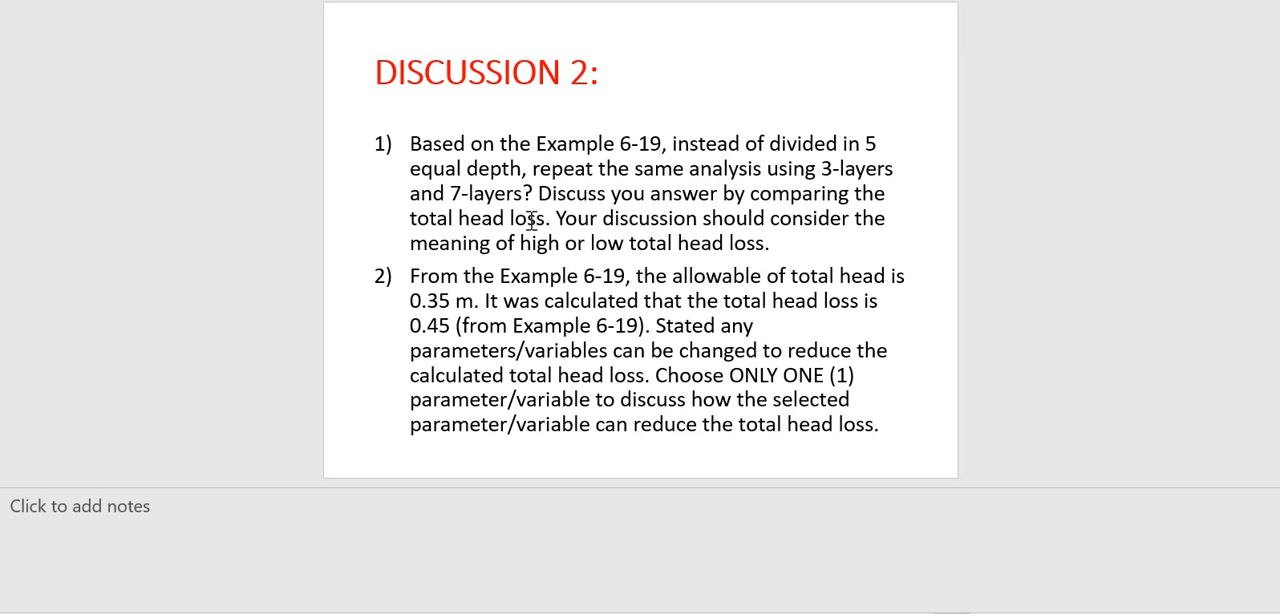 DISCUSSION 2:
1) Based on the Example 6-19, instead of divided in 5
equal depth, repeat the same analysis using 3-layers
and 7-layers? Discuss you answer by comparing the
total head loss. Your discussion should consider the
meaning of high or low total head loss.
2) From the Example 6-19, the allowable of total head is
0.35 m. It was calculated that the total head loss is
0.45 (from Example 6-19). Stated any
parameters/variables can be changed to reduce the
calculated total head loss. Choose ONLY ONE (1)
parameter/variable to discuss how the selected
parameter/variable can reduce the total head loss.
Click to add notes